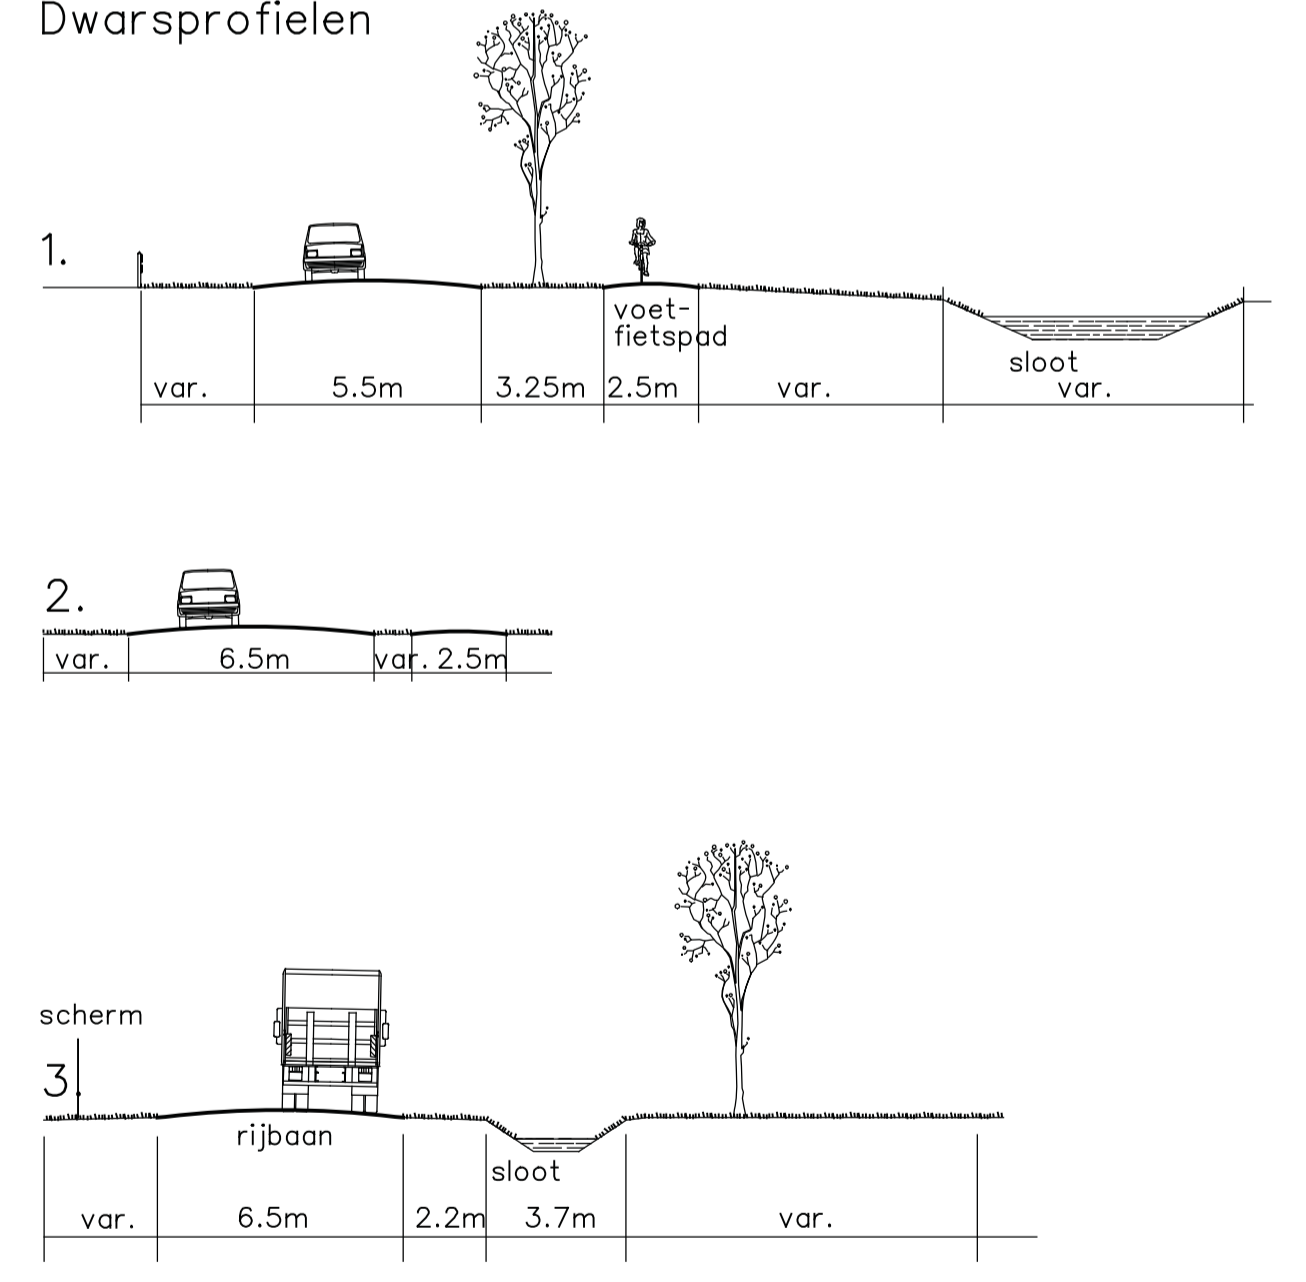 Dwarsprofielen
1.
voet-
fietspad
sloot
var. 5.5m 3.25m 2.5m var. var.
2.
var. 6.5m var. 2.5m
scherm
3.
rijbaan
sloot
var. 6.5m 2.2m 3.7m var.